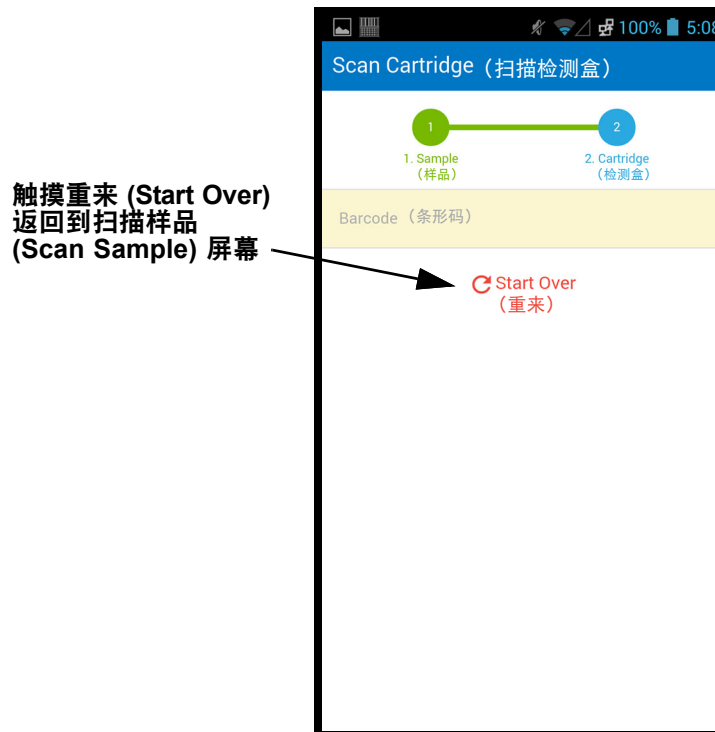 100% 5:08
Scan Cartridge（扫描检测盒）
1
2
1. Sample
（样品）
2. Cartridge
（检测盒）
Barcode（条形码）
触摸重来 (Start Over)
返回到扫描样品
(Scan Sample) 屏幕
Start Over
（重来）